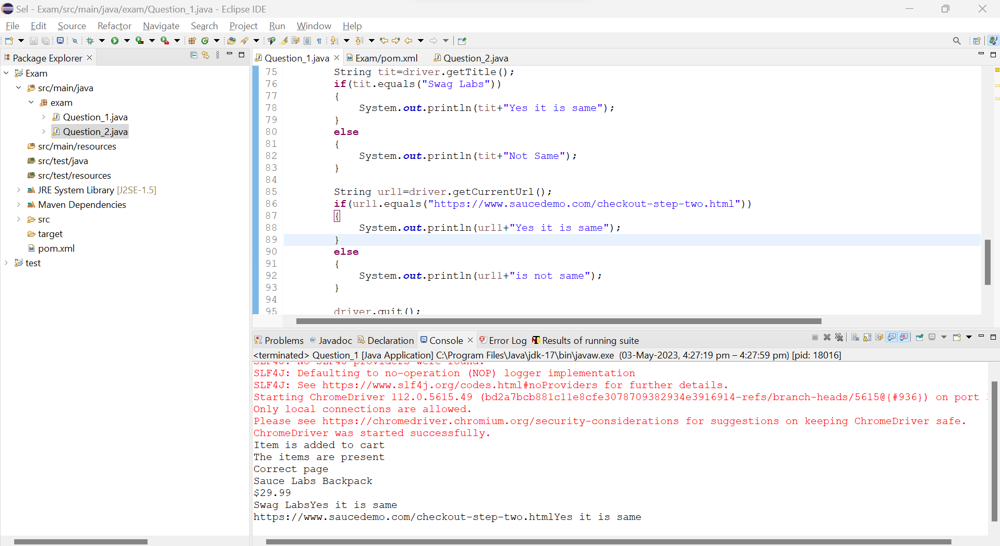 Sel - Exam/src/main/java/exam/Question_1.java - Eclipse IDE
File Edit Source Refactor Navigate Search Project Run Window Help
Package Explorer
Exam
src/main/java
exam
Question_1.java
Question_2.java
src/main/resources
src/test/java
src/test/resources
JRE System Library [J2SE-1.5]
Maven Dependencies
src
target
pom.xml
test
Question_1.java Exam/pom.xml Question_2.java
75 String tit=driver.getTitle();
76 if(tit.equals("Swag Labs"))
77 {
78 System.out.println(tit+"Yes it is same");
79 }
80 else
81 {
82 System.out.println(tit+"Not Same");
83 }
84
85 String url1=driver.getCurrentUrl();
86 if(url1.equals("https://www.saucedemo.com/checkout-step-two.html"))
87 {
88 System.out.println(url1+"Yes it is same");
89 }
90 else
91 {
92 System.out.println(url1+"is not same");
93 }
94
95 driver.quit();
Problems Javadoc Declaration Console Error Log Results of running suite
<terminated> Question_1 [Java Application] C:\Program Files\Java\jdk-17\bin\javaw.exe (03-May-2023, 4:27:19 pm – 4:27:59 pm) [pid: 18016]
SLF4J: No SLF4J providers were found.
SLF4J: Defaulting to no-operation (NOP) logger implementation
SLF4J: See https://www.slf4j.org/codes.html#noProviders for further details.
Starting ChromeDriver 112.0.5615.49 (bd2a7bcb881c11e8cfe3078709382934e3916914-refs/branch-heads/5615@{#936}) on port
Only local connections are allowed.
Please see https://chromedriver.chromium.org/security-considerations for suggestions on keeping ChromeDriver safe.
ChromeDriver was started successfully.
Item is added to cart
The items are present
Correct page
Sauce Labs Backpack
$29.99
Swag LabsYes it is same
https://www.saucedemo.com/checkout-step-two.htmlYes it is same